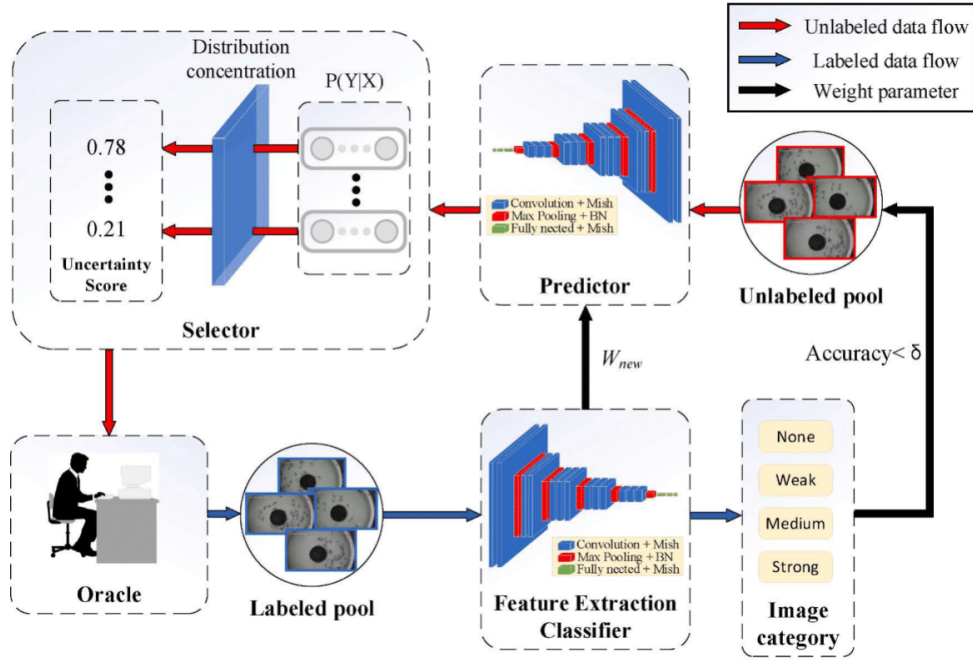 Unlabeled data flow
Labeled data flow
Weight parameter
Distribution
concentration
P(Y|X)
0.78
0.21
Uncertainty
Score
Selector
Convolution + Mish
Max Pooling + BN
Fully nected + Mish
Predictor
Unlabeled pool
W_new
Accuracy< δ
Oracle
Labeled pool
Convolution + Mish
Max Pooling + BN
Fully nected + Mish
Feature Extraction
Classifier
None
Weak
Medium
Strong
Image
category